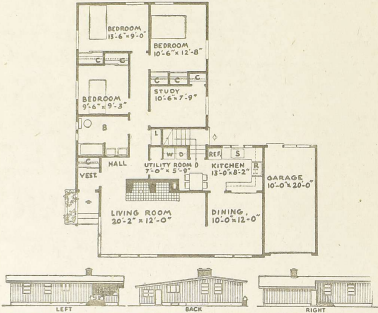 BEDROOM
13'-6" × 9'-0"
BEDROOM
10'-6" × 12'-8"
C
C
C
C
C
BEDROOM
9'-6" × 9'-3"
STUDY
10'-6" × 7'-9"
B
L
HALL
C
VEST.
W
D
UTILITY ROOM
7'-0" × 5'-9"
D
REF.
S
R
KITCHEN
13'-0" × 8'-2"
GARAGE
10'-0" × 20'-0"
LIVING ROOM
20'-2" × 12'-0"
DINING
10'-0" × 12'-0"
LEFT
BACK
RIGHT